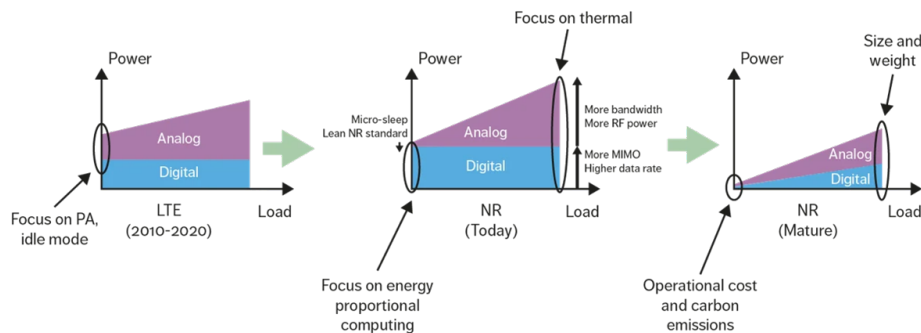 Power
Analog
Digital
Load
LTE
(2010-2020)
Focus on PA,
idle mode
Focus on thermal
Power
Micro-sleep
Lean NR standard
Analog
Digital
More bandwidth
More RF power
More MIMO
Higher data rate
Load
NR
(Today)
Focus on energy
proportional
computing
Size and
weight
Power
Analog
Digital
Load
NR
(Mature)
Operational cost
and carbon
emissions